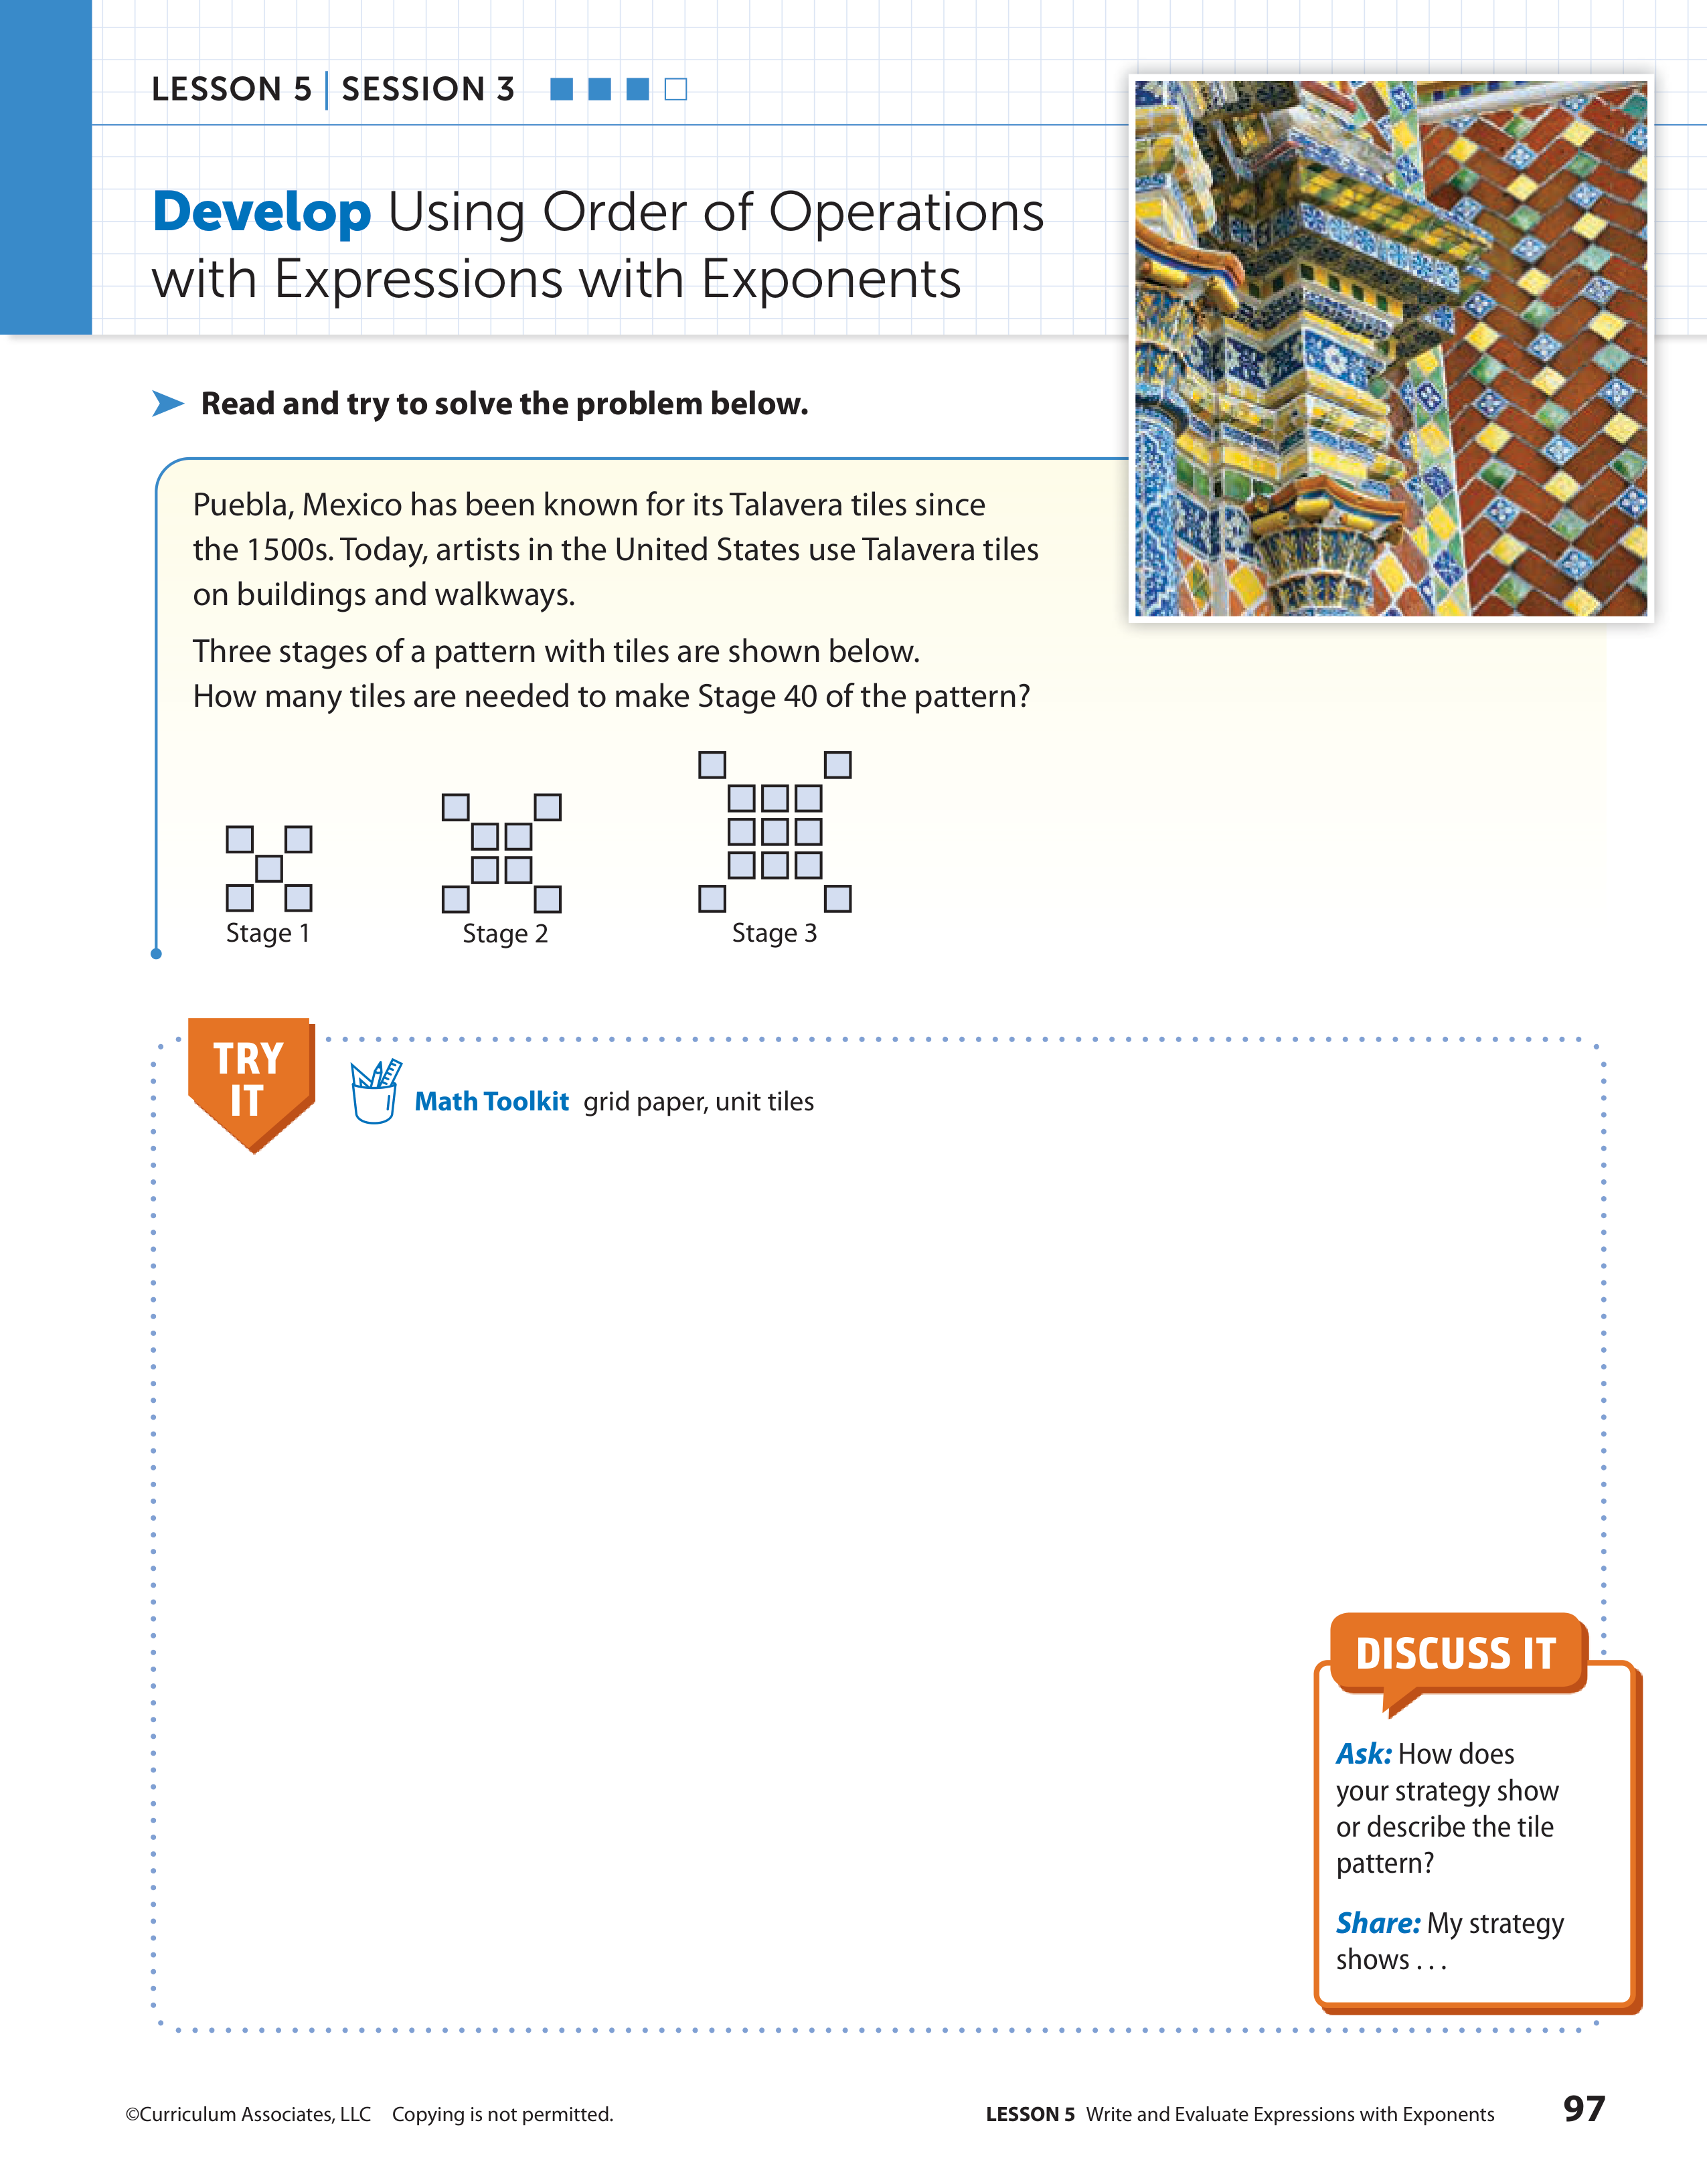 LESSON 5 | SESSION 3
Develop Using Order of Operations
with Expressions with Exponents
Read and try to solve the problem below.
Puebla, Mexico has been known for its Talavera tiles since
the 1500s. Today, artists in the United States use Talavera tiles
on buildings and walkways.
Three stages of a pattern with tiles are shown below.
How many tiles are needed to make Stage 40 of the pattern?
Stage 1
Stage 2
Stage 3
TRY
IT
Math Toolkit grid paper, unit tiles
DISCUSS IT
Ask: How does
your strategy show
or describe the tile
pattern?
Share: My strategy
shows . . .
©Curriculum Associates, LLC Copying is not permitted.
LESSON 5 Write and Evaluate Expressions with Exponents
97